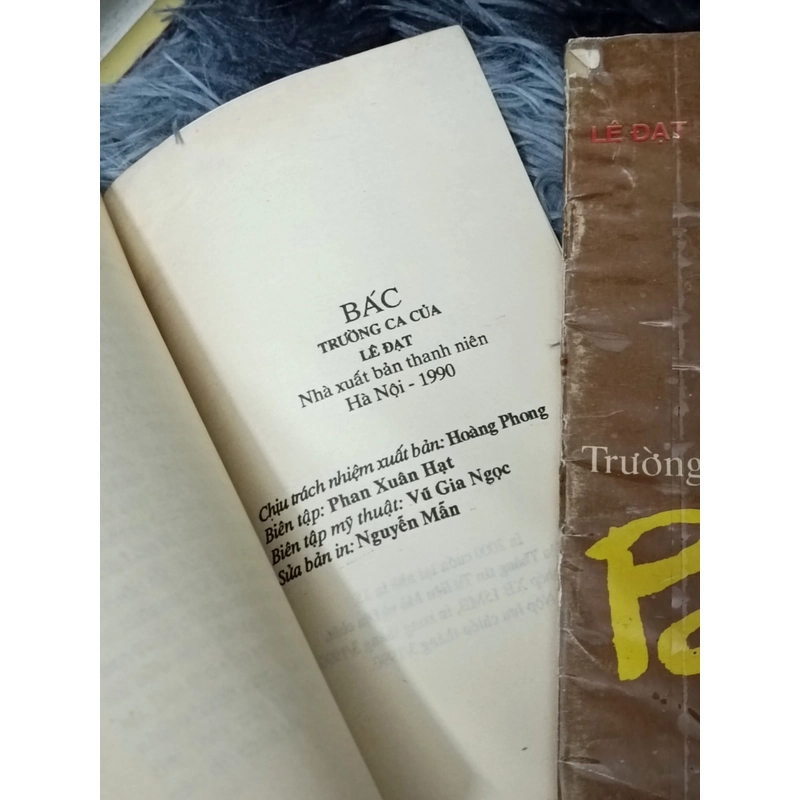 BÁC
TRƯỜNG CA CỦA
LÊ ĐẠT
Nhà xuất bản thanh niên
Hà Nội - 1990
Chịu trách nhiệm xuất bản: Hoàng Phong
Biên tập: Phan Xuân Hạt
Biên tập mỹ thuật: Vũ Gia Ngọc
Sửa bản in: Nguyễn Mẫn
LÊ ĐẠT
Trường